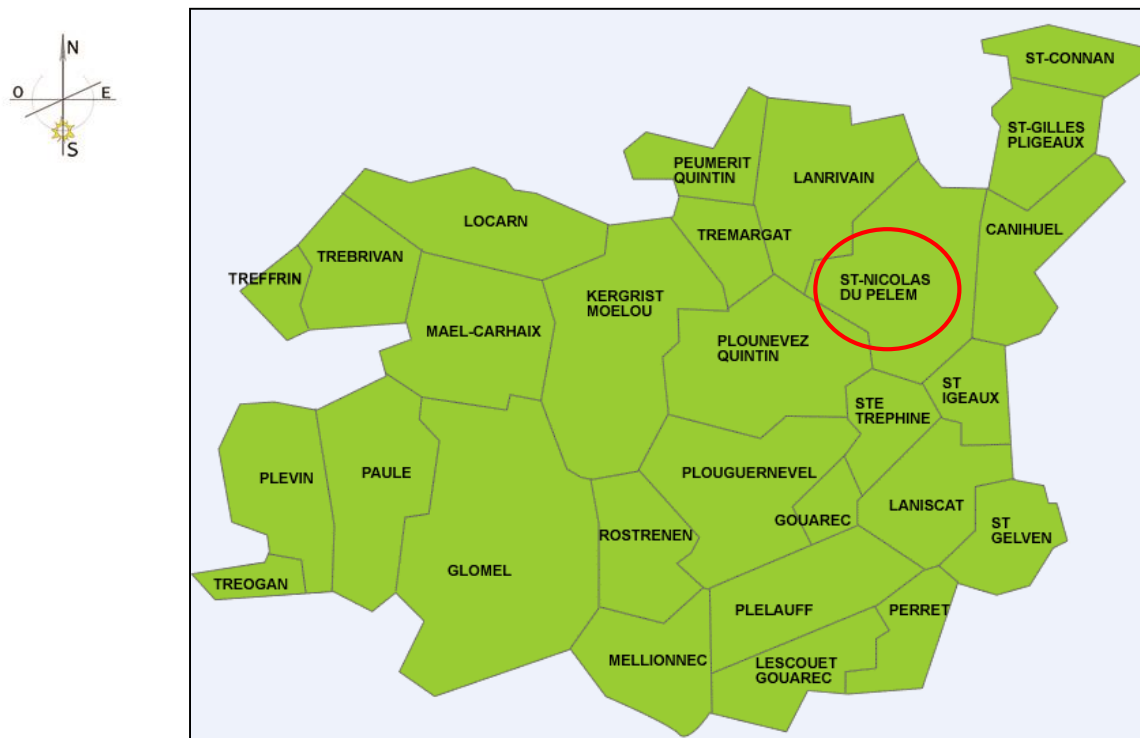 N
O
E
S
ST-CONNAN
ST-GILLES
PLIGEAUX
PEUMERIT
QUINTIN
LANRIVAIN
CANIHUEL
LOCARN
TREMARGAT
TREBRIVAN
TREFFRIN
ST-NICOLAS
DU PELEM
KERGRIST
MOELOU
MAEL-CARHAIX
PLOUNEVEZ
QUINTIN
ST
IGEAUX
STE
TREPHINE
PLEVIN
PAULE
PLOUGUERNEVEL
LANISCAT
GOUAREC
ST
GELVEN
ROSTRENEN
GLOMEL
TREOGAN
PLELAUFF
PERRET
MELLIONNEC
LESCOUET
GOUAREC